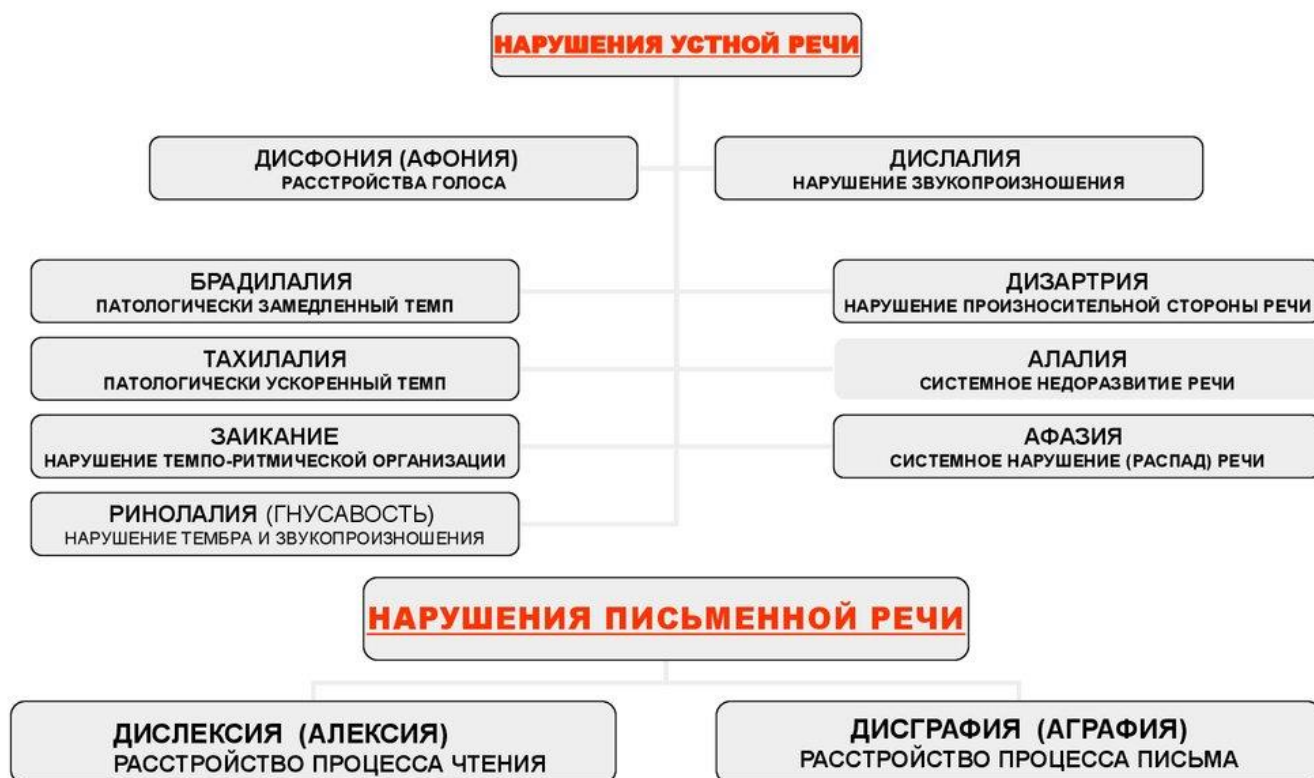 НАРУШЕНИЯ УСТНОЙ РЕЧИ
ДИСФОНИЯ (АФОНИЯ)
РАССТРОЙСТВА ГОЛОСА
ДИСЛАЛИЯ
НАРУШЕНИЕ ЗВУКОПРОИЗНОШЕНИЯ
БРАДИЛАЛИЯ
ПАТОЛОГИЧЕСКИ ЗАМЕДЛЕННЫЙ ТЕМП
ДИЗАРТРИЯ
НАРУШЕНИЕ ПРОИЗНОСИТЕЛЬНОЙ СТОРОНЫ РЕЧИ
ТАХИЛАЛИЯ
ПАТОЛОГИЧЕСКИ УСКОРЕННЫЙ ТЕМП
АЛАЛИЯ
СИСТЕМНОЕ НЕДОРАЗВИТИЕ РЕЧИ
ЗАИКАНИЕ
НАРУШЕНИЕ ТЕМПО-РИТМИЧЕСКОЙ ОРГАНИЗАЦИИ
АФАЗИЯ
СИСТЕМНОЕ НАРУШЕНИЕ (РАСПАД) РЕЧИ
РИНОЛАЛИЯ (ГНУСАВОСТЬ)
НАРУШЕНИЕ ТЕМБРА И ЗВУКОПРОИЗНОШЕНИЯ
НАРУШЕНИЯ ПИСЬМЕННОЙ РЕЧИ
ДИСЛЕКСИЯ (АЛЕКСИЯ)
РАССТРОЙСТВО ПРОЦЕССА ЧТЕНИЯ
ДИСГРАФИЯ (АГРАФИЯ)
РАССТРОЙСТВО ПРОЦЕССА ПИСЬМА